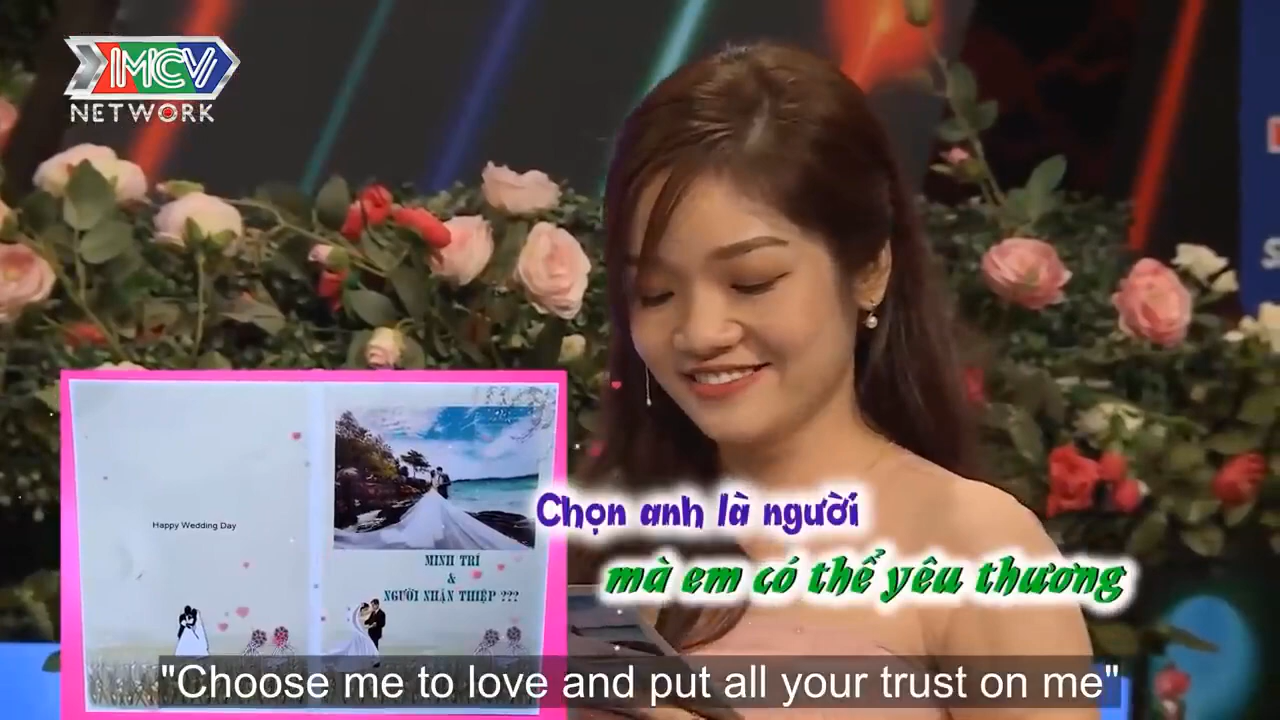 MCV
NETWORK
Happy Wedding Day
MINH TRÍ
&
NGƯỜI NHẬN THIỆP ???
Chọn anh là người
mà em có thể yêu thương
"Choose me to love and put all your trust on me"